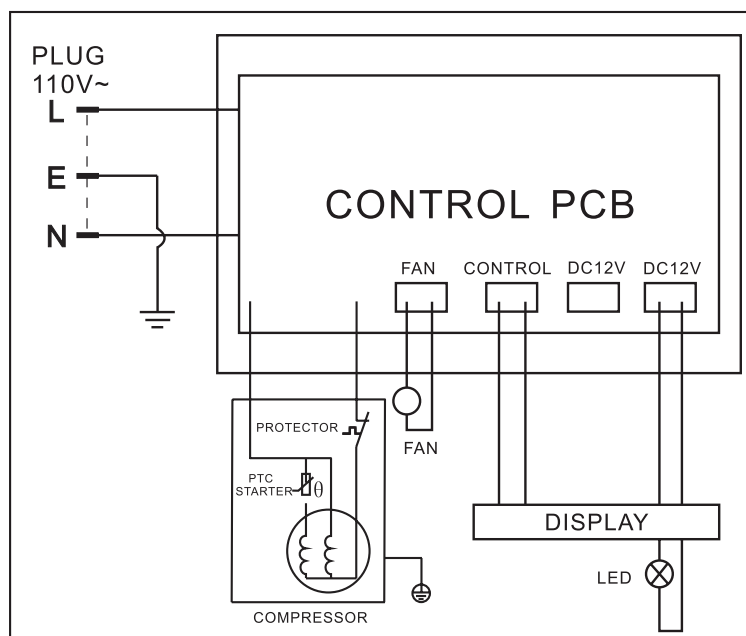 PLUG
110V~
L
E
N
CONTROL PCB
FAN CONTROL DC12V DC12V
PROTECTOR
FAN
PTC
STARTER
θ
DISPLAY
LED
COMPRESSOR